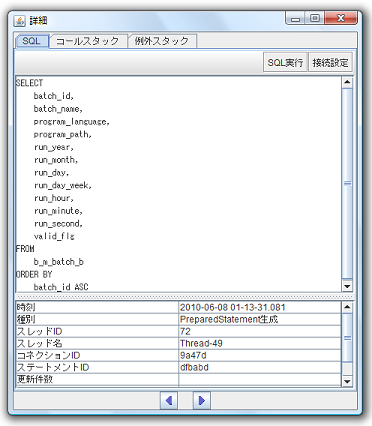 詳細
SQL コールスタック 例外スタック
SQL実行 接続設定
SELECT
batch_id,
batch_name,
program_language,
program_path,
run_year,
run_month,
run_day,
run_day_week,
run_hour,
run_minute,
run_second,
valid_flg
FROM
b_m_batch_b
ORDER BY
batch_id ASC
時刻 2010-06-08 01-13-31.081
種別 PreparedStatement生成
スレッドID 72
スレッド名 Thread-49
コネクションID 9a47d
ステートメントID dfbabd
更新件数